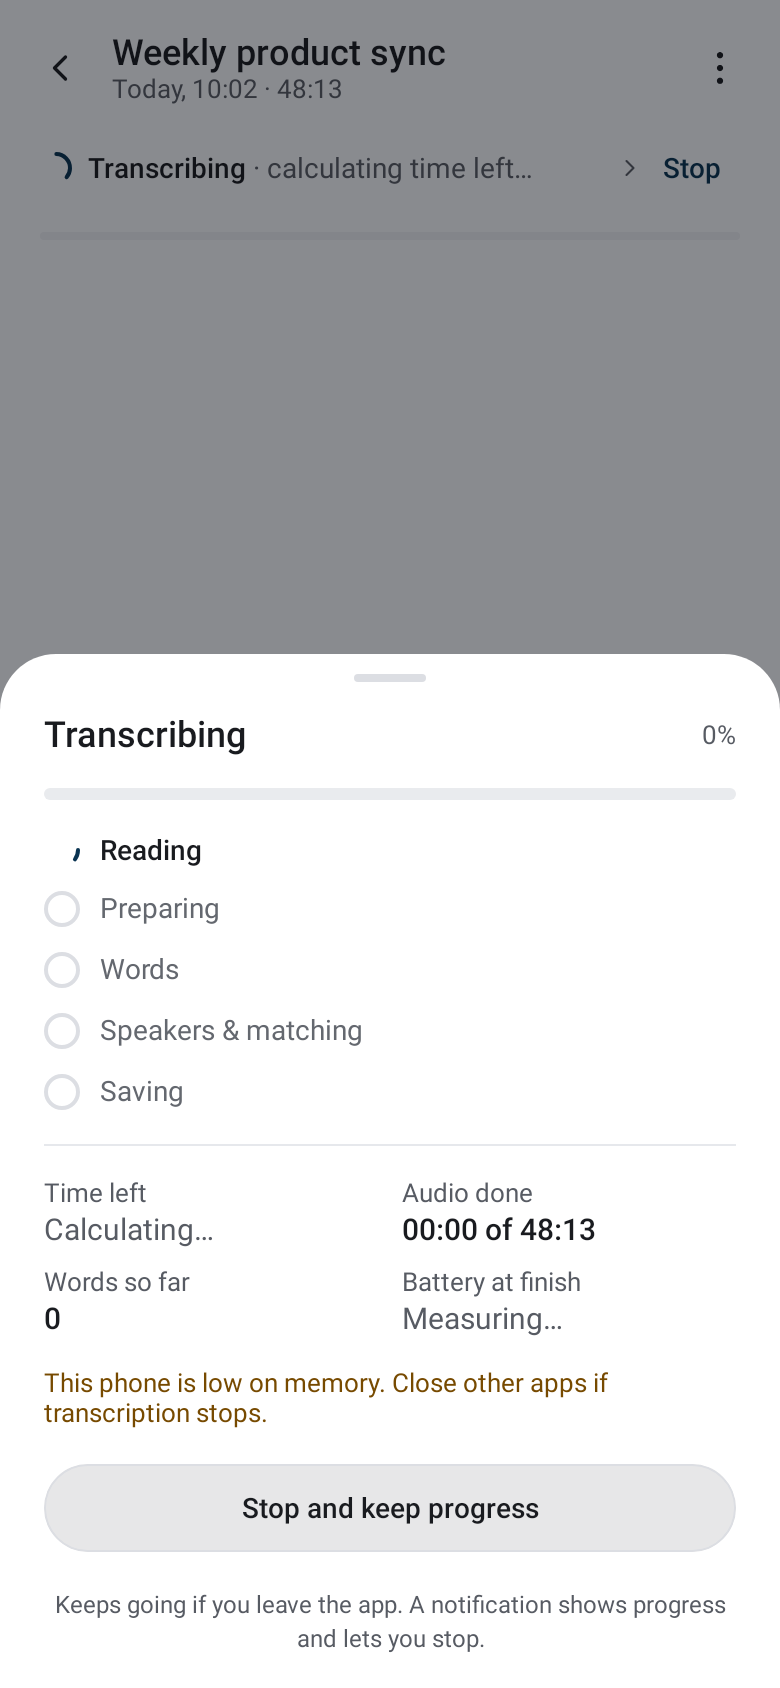 Weekly product sync
Today, 10:02 · 48:13
Transcribing · calculating time left…
Stop
Transcribing
0%
Reading
Preparing
Words
Speakers & matching
Saving
Time left
Calculating…
Audio done
00:00 of 48:13
Words so far
0
Battery at finish
Measuring…
This phone is low on memory. Close other apps if
transcription stops.
Stop and keep progress
Keeps going if you leave the app. A notification shows progress
and lets you stop.